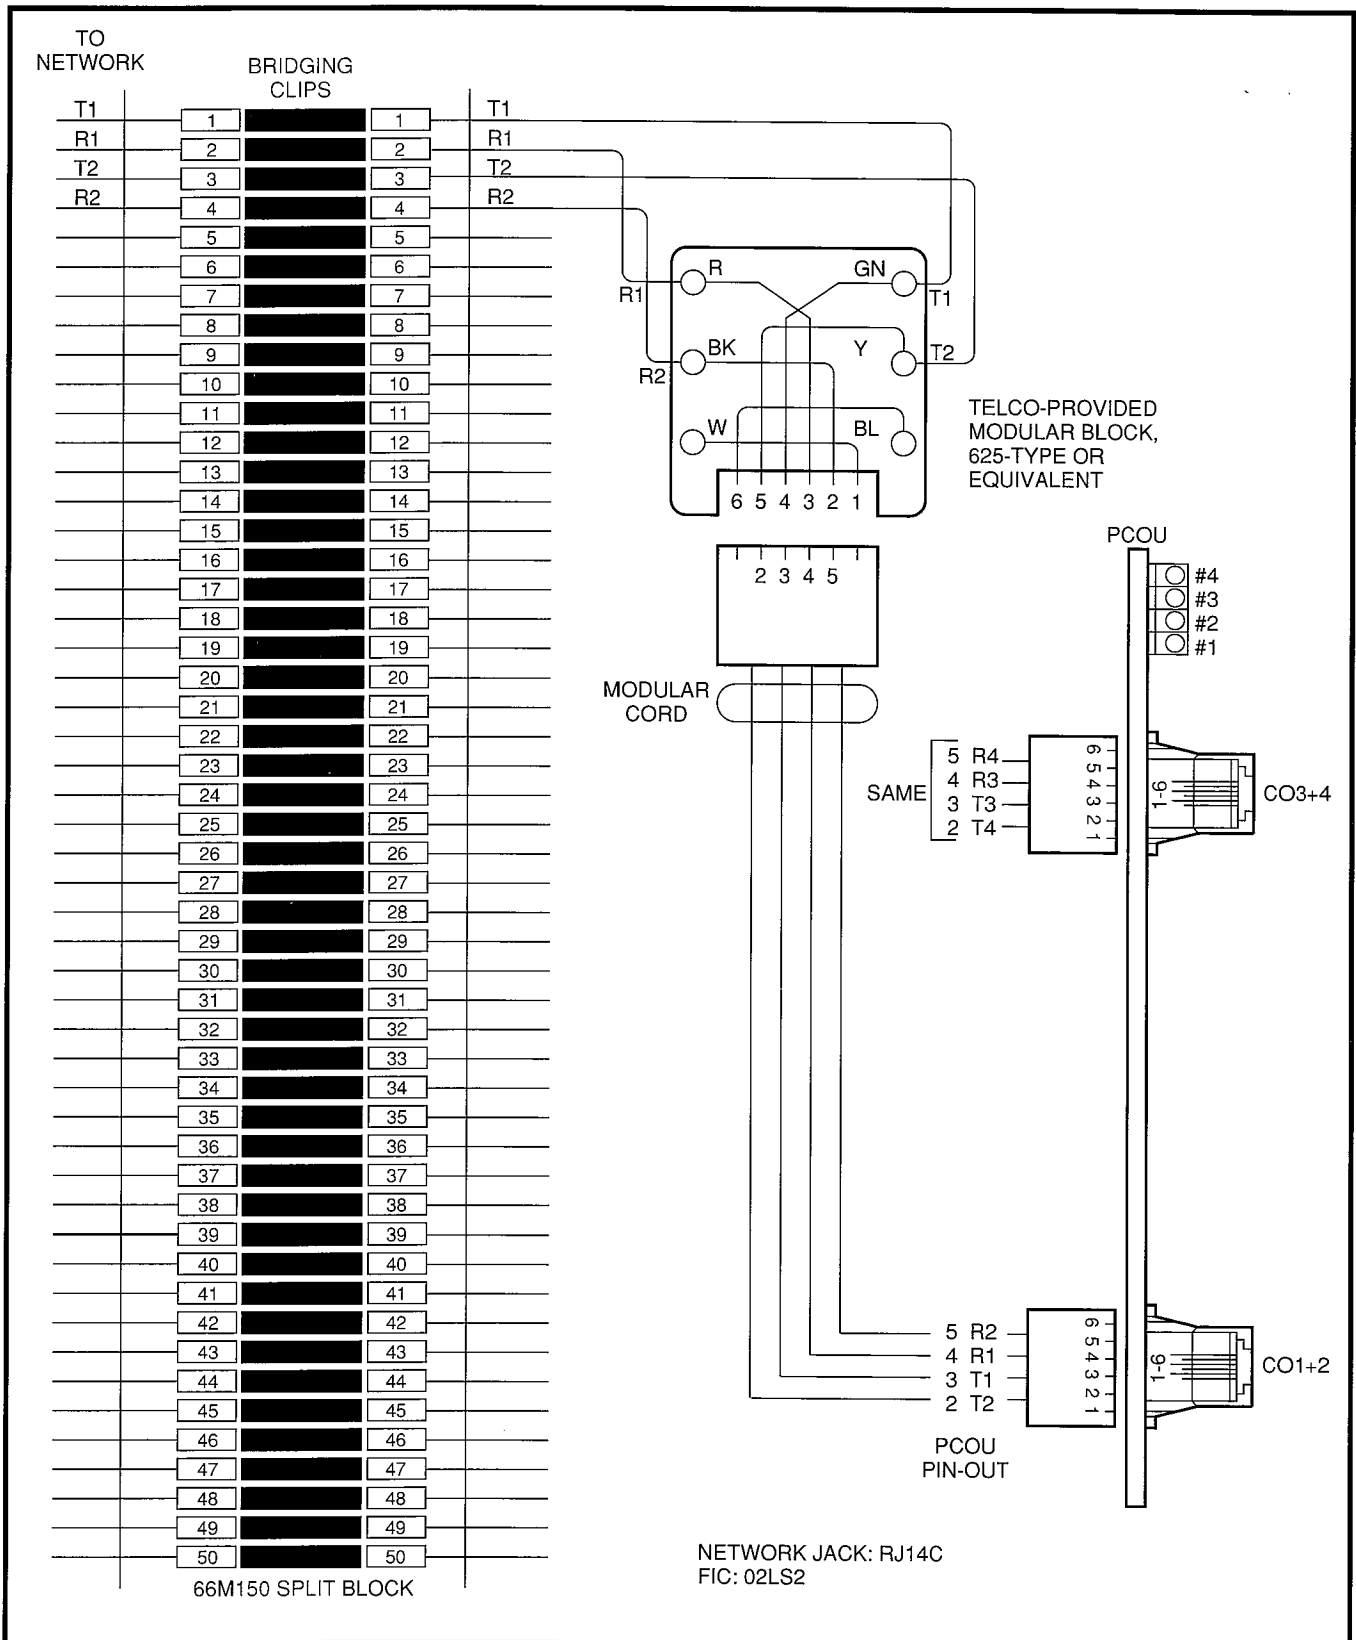 TO
NETWORK
BRIDGING
CLIPS
T1 1 1 T1
R1 2 2 R1
T2 3 3 T2
R2 4 4 R2
5 5
6 6
7 7
8 8
9 9
10 10
11 11
12 12
13 13
14 14
15 15
16 16
17 17
18 18
19 19
20 20
21 21
22 22
23 23
24 24
25 25
26 26
27 27
28 28
29 29
30 30
31 31
32 32
33 33
34 34
35 35
36 36
37 37
38 38
39 39
40 40
41 41
42 42
43 43
44 44
45 45
46 46
47 47
48 48
49 49
50 50
66M150 SPLIT BLOCK
R GN
R1 T1
BK Y T2
R2
W BL
6 5 4 3 2 1
TELCO-PROVIDED
MODULAR BLOCK,
625-TYPE OR
EQUIVALENT
2 3 4 5
MODULAR
CORD
PCOU
#4
#3
#2
#1
SAME
5 R4
4 R3
3 T3
2 T4
6 5 4 3 2 1
1-6
CO3+4
5 R2
4 R1
3 T1
2 T2
6 5 4 3 2 1
1-6
CO1+2
PCOU
PIN-OUT
NETWORK JACK: RJ14C
FIC: 02LS2